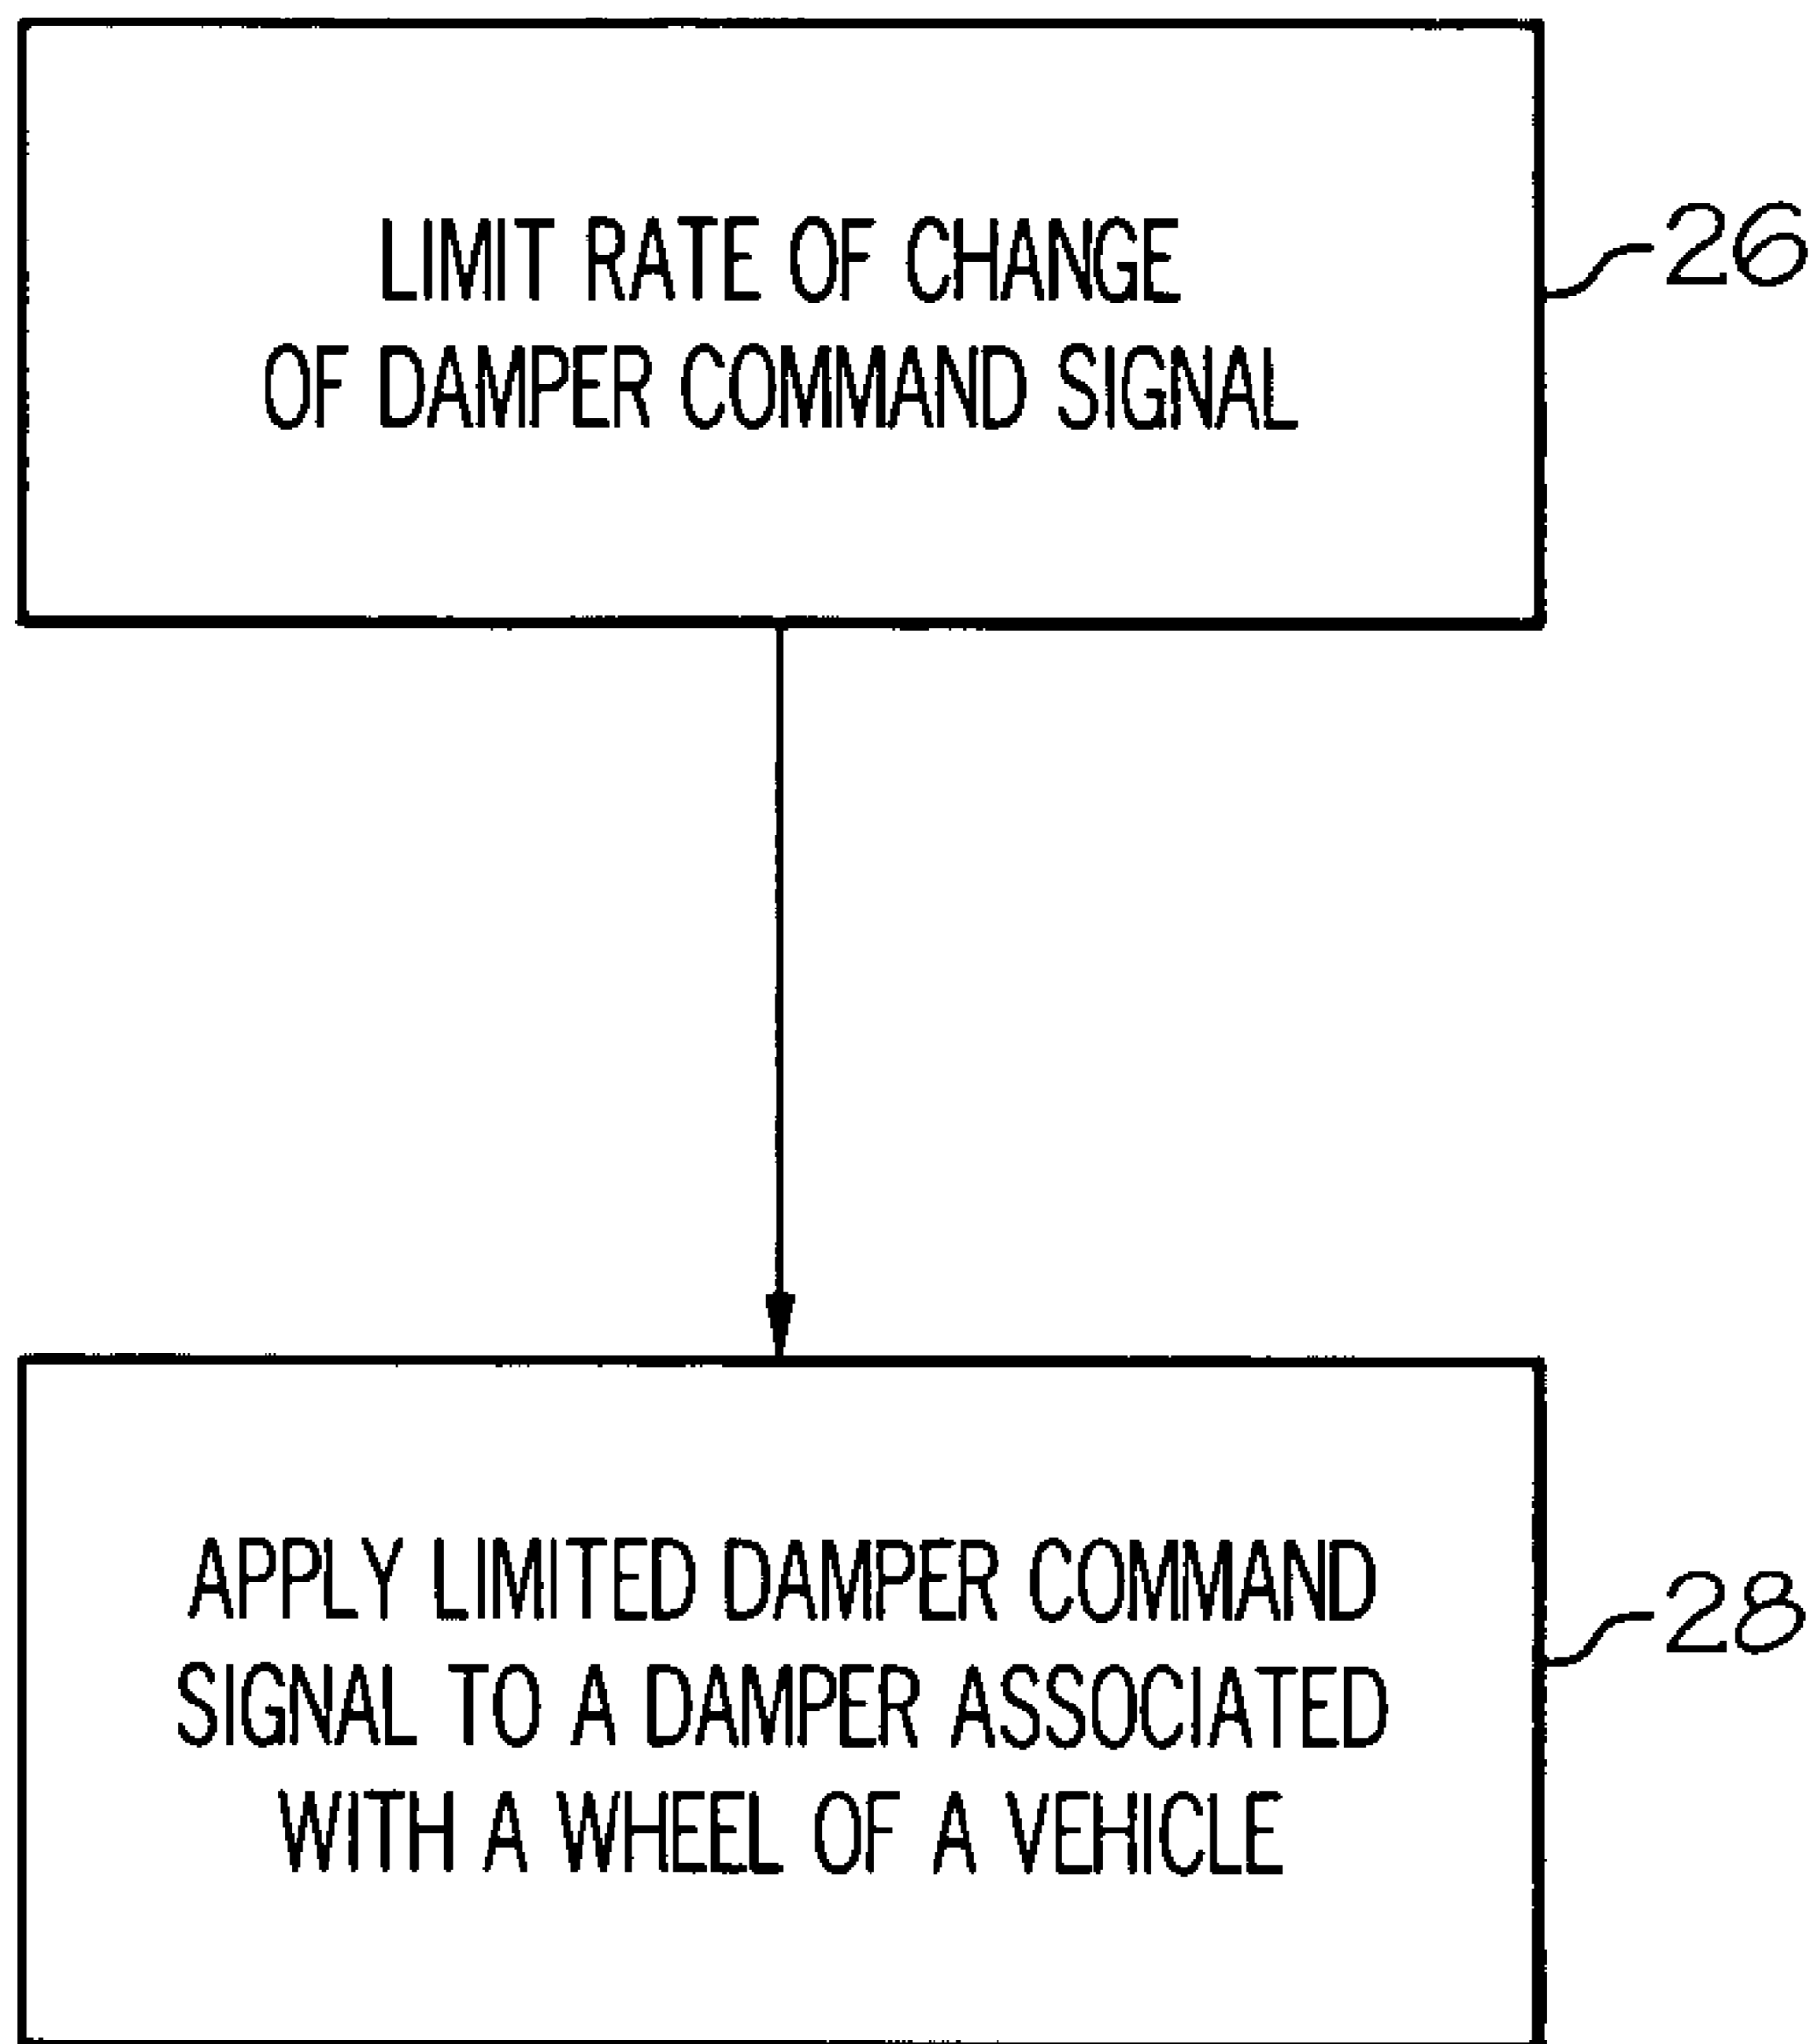 LIMIT RATE OF CHANGE
OF DAMPER COMMAND SIGNAL
26
APPLY LIMITED DAMPER COMMAND
SIGNAL TO A DAMPER ASSOCIATED
WITH A WHEEL OF A VEHICLE
28